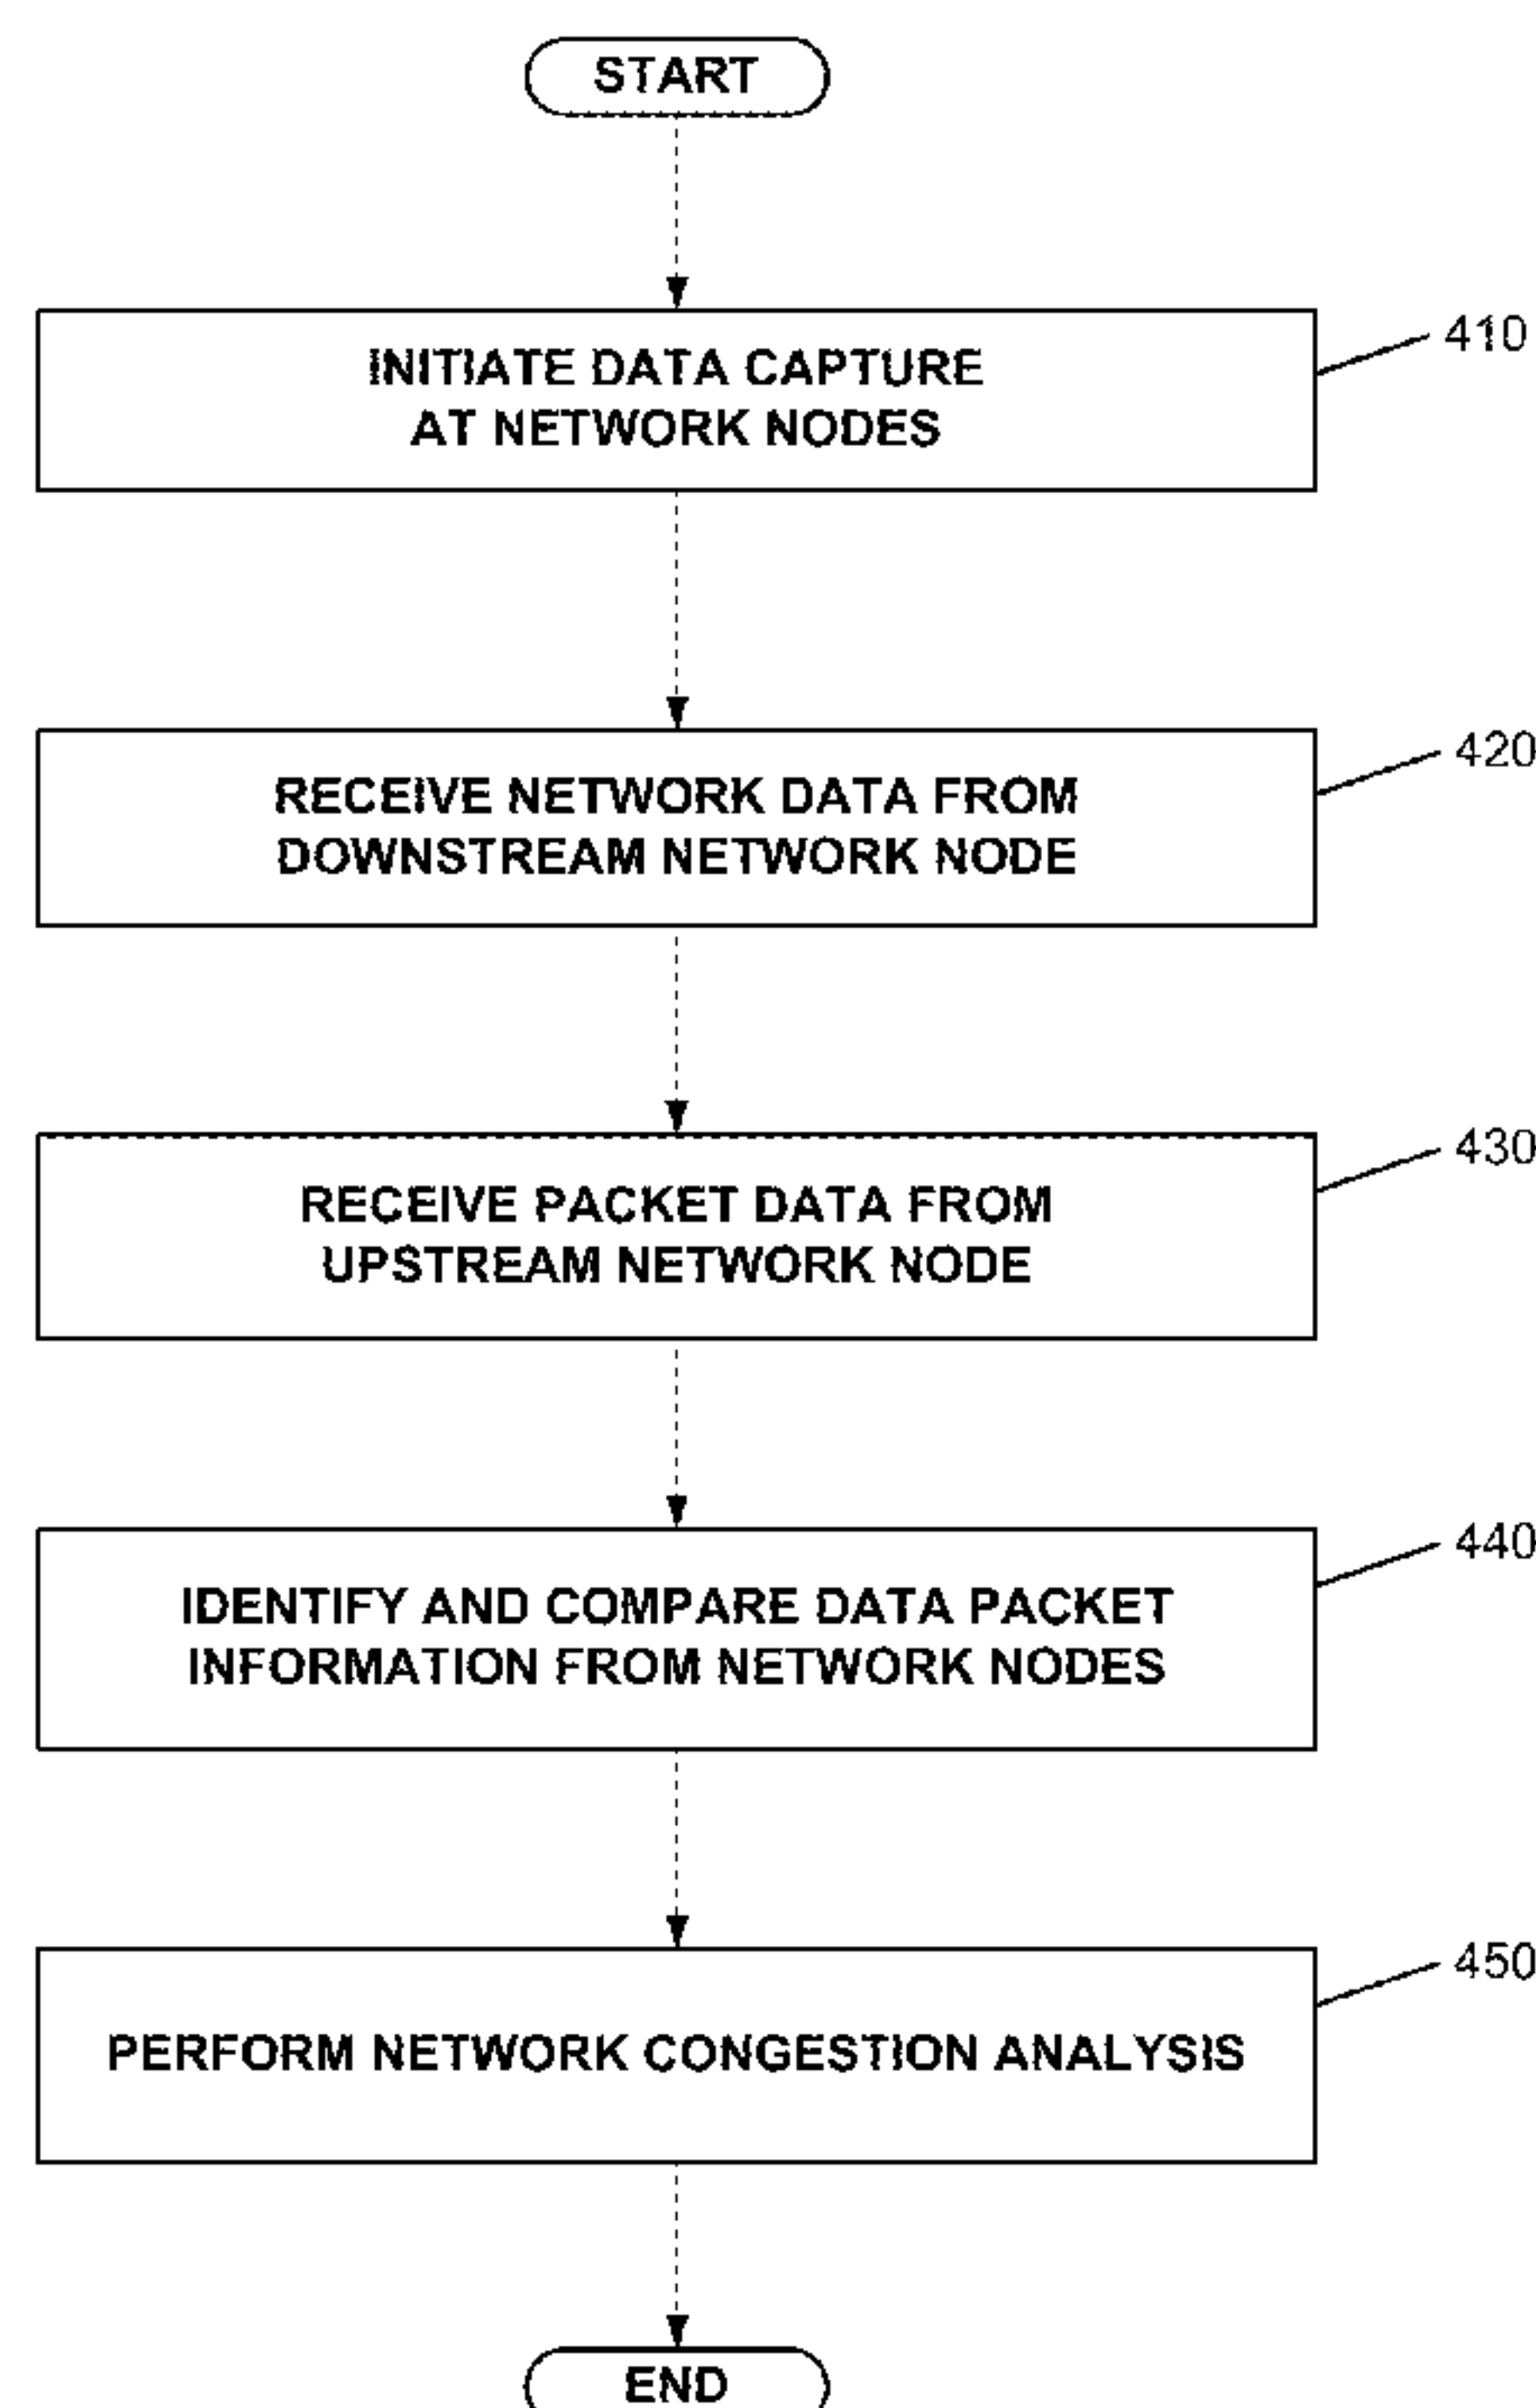 START
INITIATE DATA CAPTURE
AT NETWORK NODES
410
RECEIVE NETWORK DATA FROM
DOWNSTREAM NETWORK NODE
420
RECEIVE PACKET DATA FROM
UPSTREAM NETWORK NODE
430
IDENTIFY AND COMPARE DATA PACKET
INFORMATION FROM NETWORK NODES
440
PERFORM NETWORK CONGESTION ANALYSIS
450
END